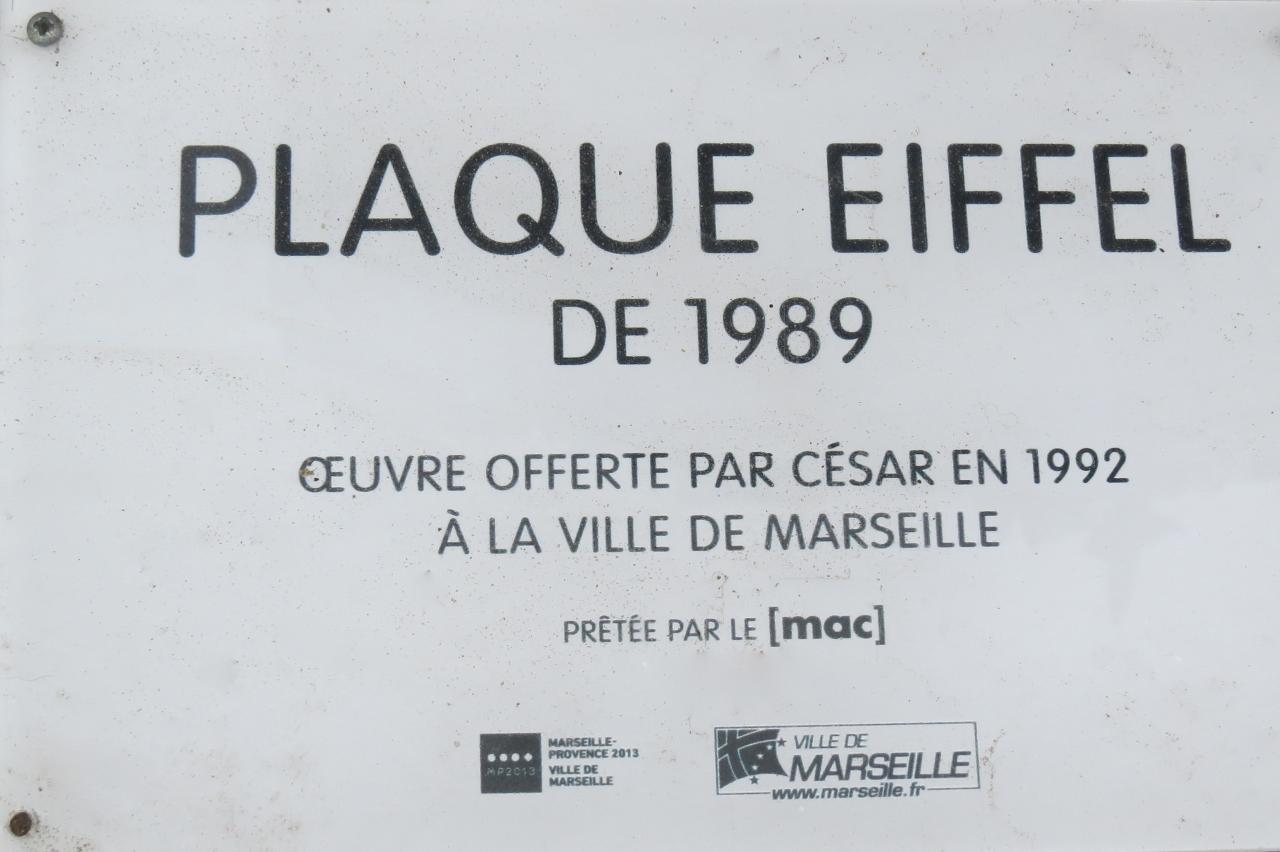 PLAQUE EIFFEL
DE 1989
ŒUVRE OFFERTE PAR CÉSAR EN 1992
À LA VILLE DE MARSEILLE
PRÊTÉE PAR LE [mac]
MP2013
MARSEILLE-
PROVENCE 2013
VILLE DE
MARSEILLE
VILLE DE
MARSEILLE
www.marseille.fr